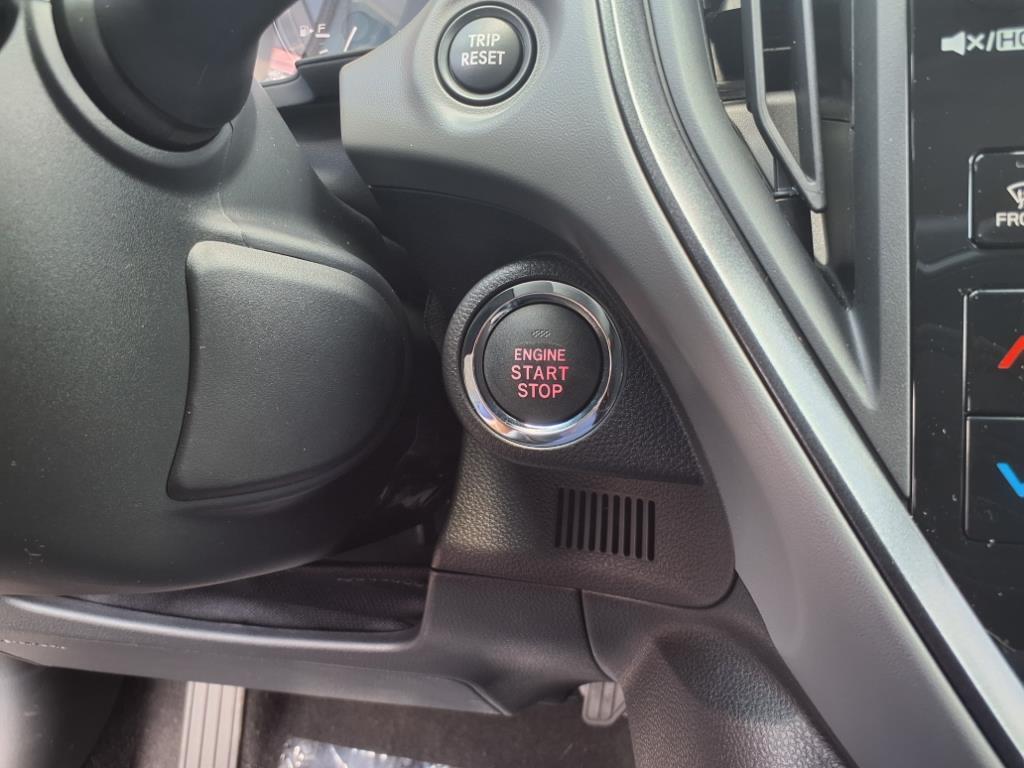 F
TRIP
RESET
ENGINE
START
STOP